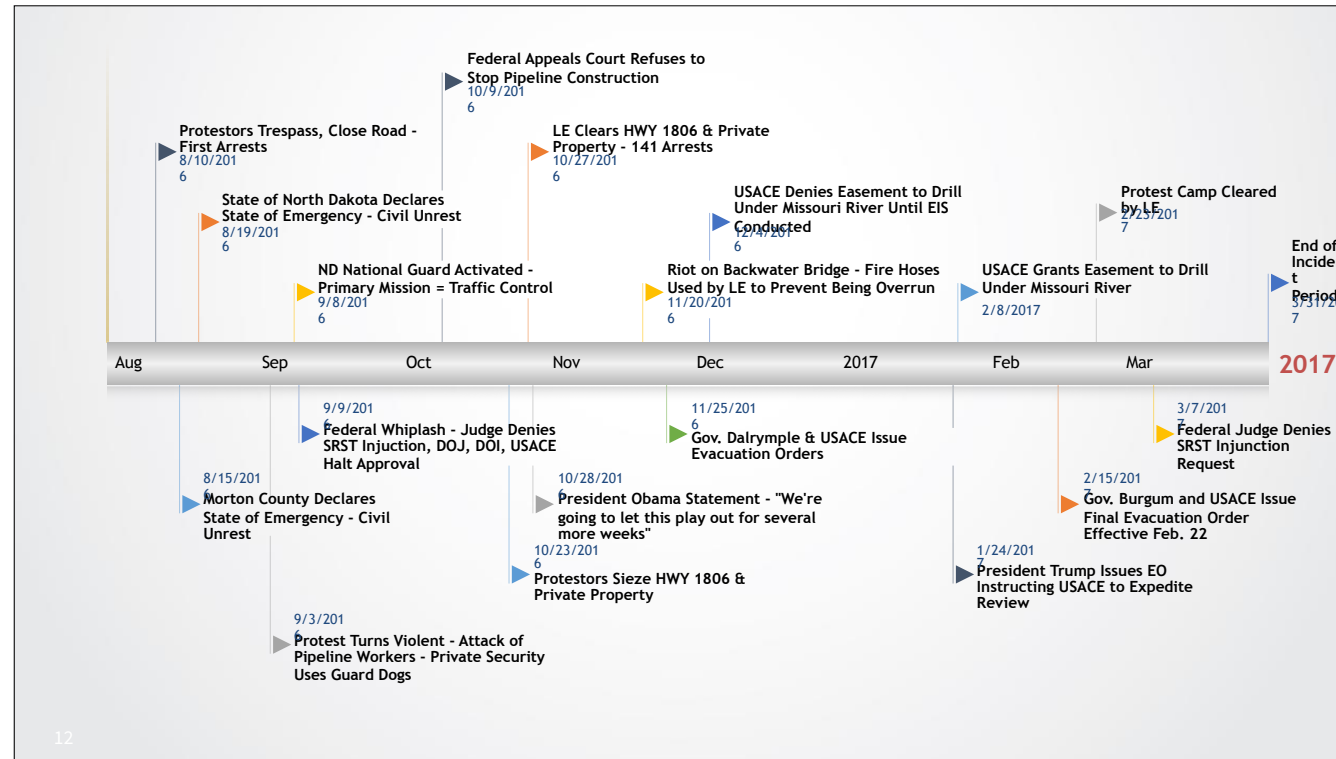 Federal Appeals Court Refuses to
Stop Pipeline Construction
10/9/201
6
Protestors Trespass, Close Road -
First Arrests
8/10/201
6
LE Clears HWY 1806 & Private
Property - 141 Arrests
10/27/201
6
State of North Dakota Declares
State of Emergency - Civil Unrest
8/19/201
6
USACE Denies Easement to Drill
Under Missouri River Until EIS
Conducted
12/4/201
6
Protest Camp Cleared
by LE
2/23/201
7
ND National Guard Activated -
Primary Mission = Traffic Control
9/8/201
6
Riot on Backwater Bridge - Fire Hoses
Used by LE to Prevent Being Overrun
11/20/201
6
USACE Grants Easement to Drill
Under Missouri River
2/8/2017
End of
Incide
t
Period
3/31/2
7
Aug Sep Oct Nov Dec 2017 Feb Mar 2017
9/9/201
6
Federal Whiplash - Judge Denies
SRST Injuction, DOJ, DOI, USACE
Halt Approval
11/25/201
6
Gov. Dalrymple & USACE Issue
Evacuation Orders
3/7/201
7
Federal Judge Denies
SRST Injunction
Request
8/15/201
6
Morton County Declares
State of Emergency - Civil
Unrest
10/28/201
6
President Obama Statement - "We're
going to let this play out for several
more weeks"
2/15/201
7
Gov. Burgum and USACE Issue
Final Evacuation Order
Effective Feb. 22
10/23/201
6
Protestors Sieze HWY 1806 &
Private Property
1/24/201
7
President Trump Issues EO
Instructing USACE to Expedite
Review
9/3/201
6
Protest Turns Violent - Attack of
Pipeline Workers - Private Security
Uses Guard Dogs
12